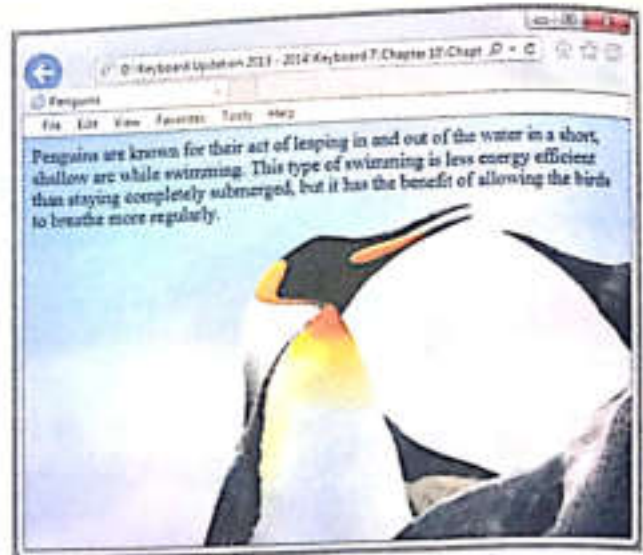 D:\Keyboard Updation 2013 - 2014\Keyboard 7\Chapter 10\Chapt
Penguins
File Edit View Favorites Tools Help
Penguins are known for their act of leaping in and out of the water in a short,
shallow arc while swimming. This type of swimming is less energy efficient
than staying completely submerged, but it has the benefit of allowing the birds
to breathe more regularly.